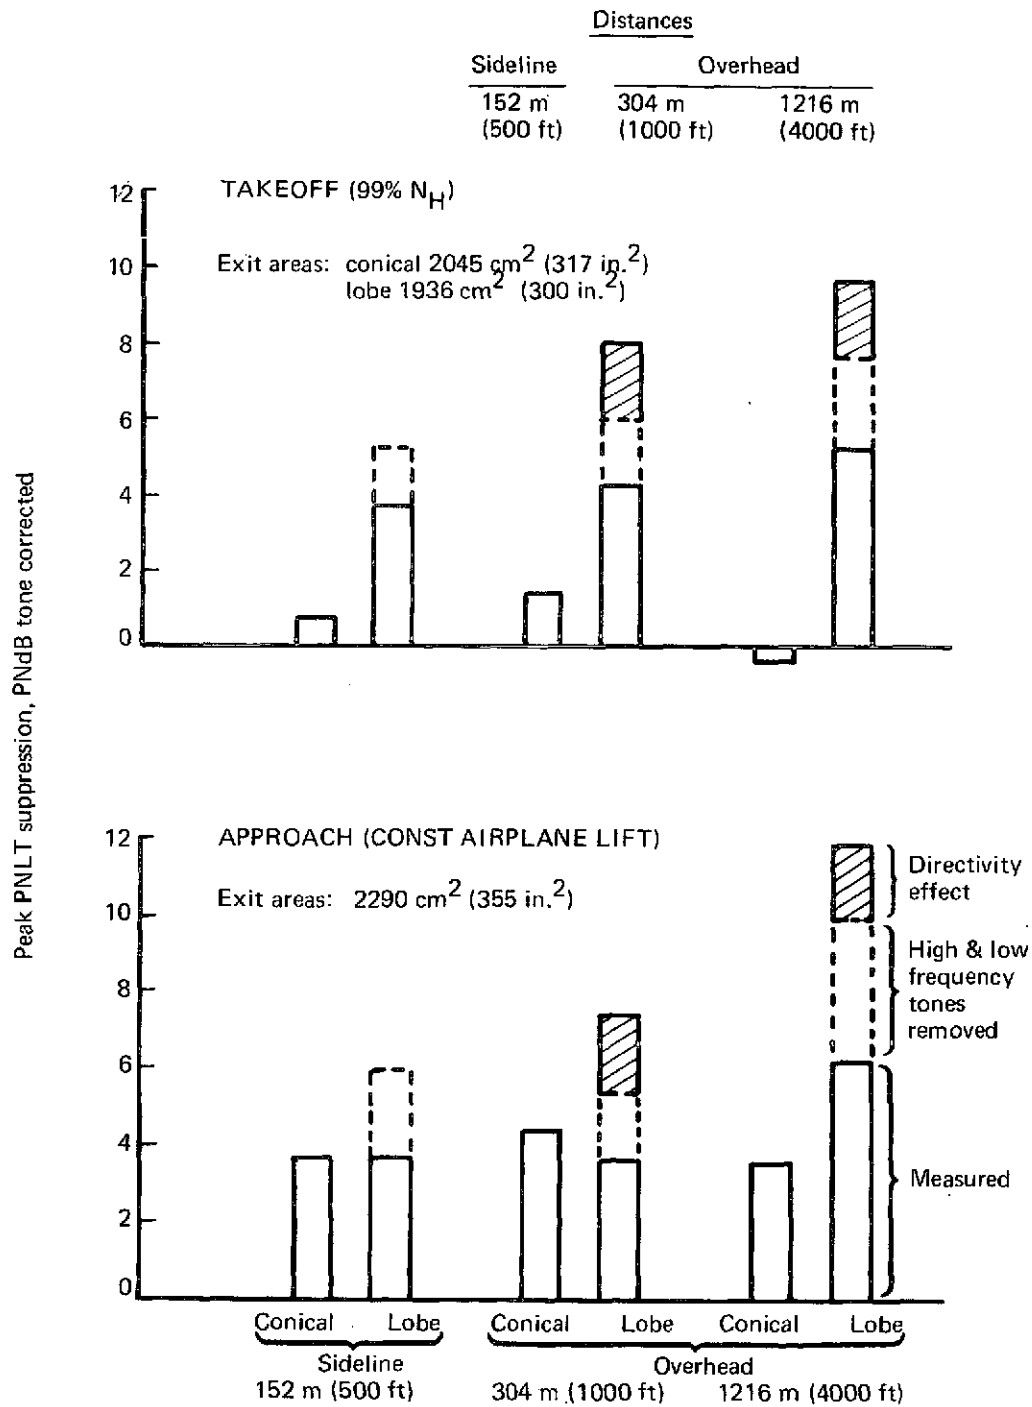 Distances
Sideline Overhead
152 m 304 m 1216 m
(500 ft) (1000 ft) (4000 ft)
12
10
8
6
4
2
0
TAKEOFF (99% N_H)
Exit areas: conical 2045 cm² (317 in.²)
lobe 1936 cm² (300 in.²)
Peak PNLT suppression, PNdB tone corrected
12
10
8
6
4
2
0
APPROACH (CONST AIRPLANE LIFT)
Exit areas: 2290 cm² (355 in.²)
Directivity
effect
High & low
frequency
tones
removed
Measured
Conical Lobe Conical Lobe Conical Lobe
Sideline Overhead
152 m (500 ft) 304 m (1000 ft) 1216 m (4000 ft)